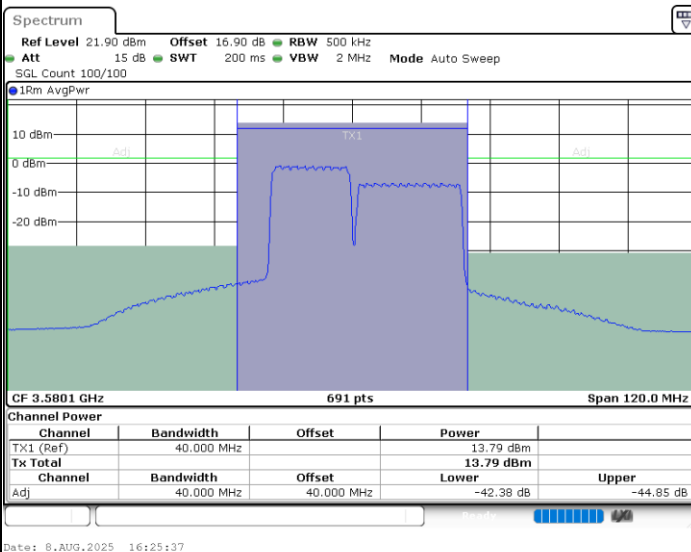 Spectrum
Ref Level 21.90 dBm Offset 16.90 dB RBW 500 kHz
Att 15 dB SWT 200 ms VBW 2 MHz Mode Auto Sweep
SGL Count 100/100
1Rm AvgPwr
10 dBm
TX1
Adj
Adj
0 dBm
-10 dBm
-20 dBm
CF 3.5801 GHz 691 pts Span 120.0 MHz
Channel Power
Channel Bandwidth Offset Power
TX1 (Ref) 40.000 MHz 13.79 dBm
Tx Total 13.79 dBm
Channel Bandwidth Offset Lower Upper
Adj 40.000 MHz 40.000 MHz -42.38 dB -44.85 dB
Ready
Date: 8.AUG.2025 16:25:37